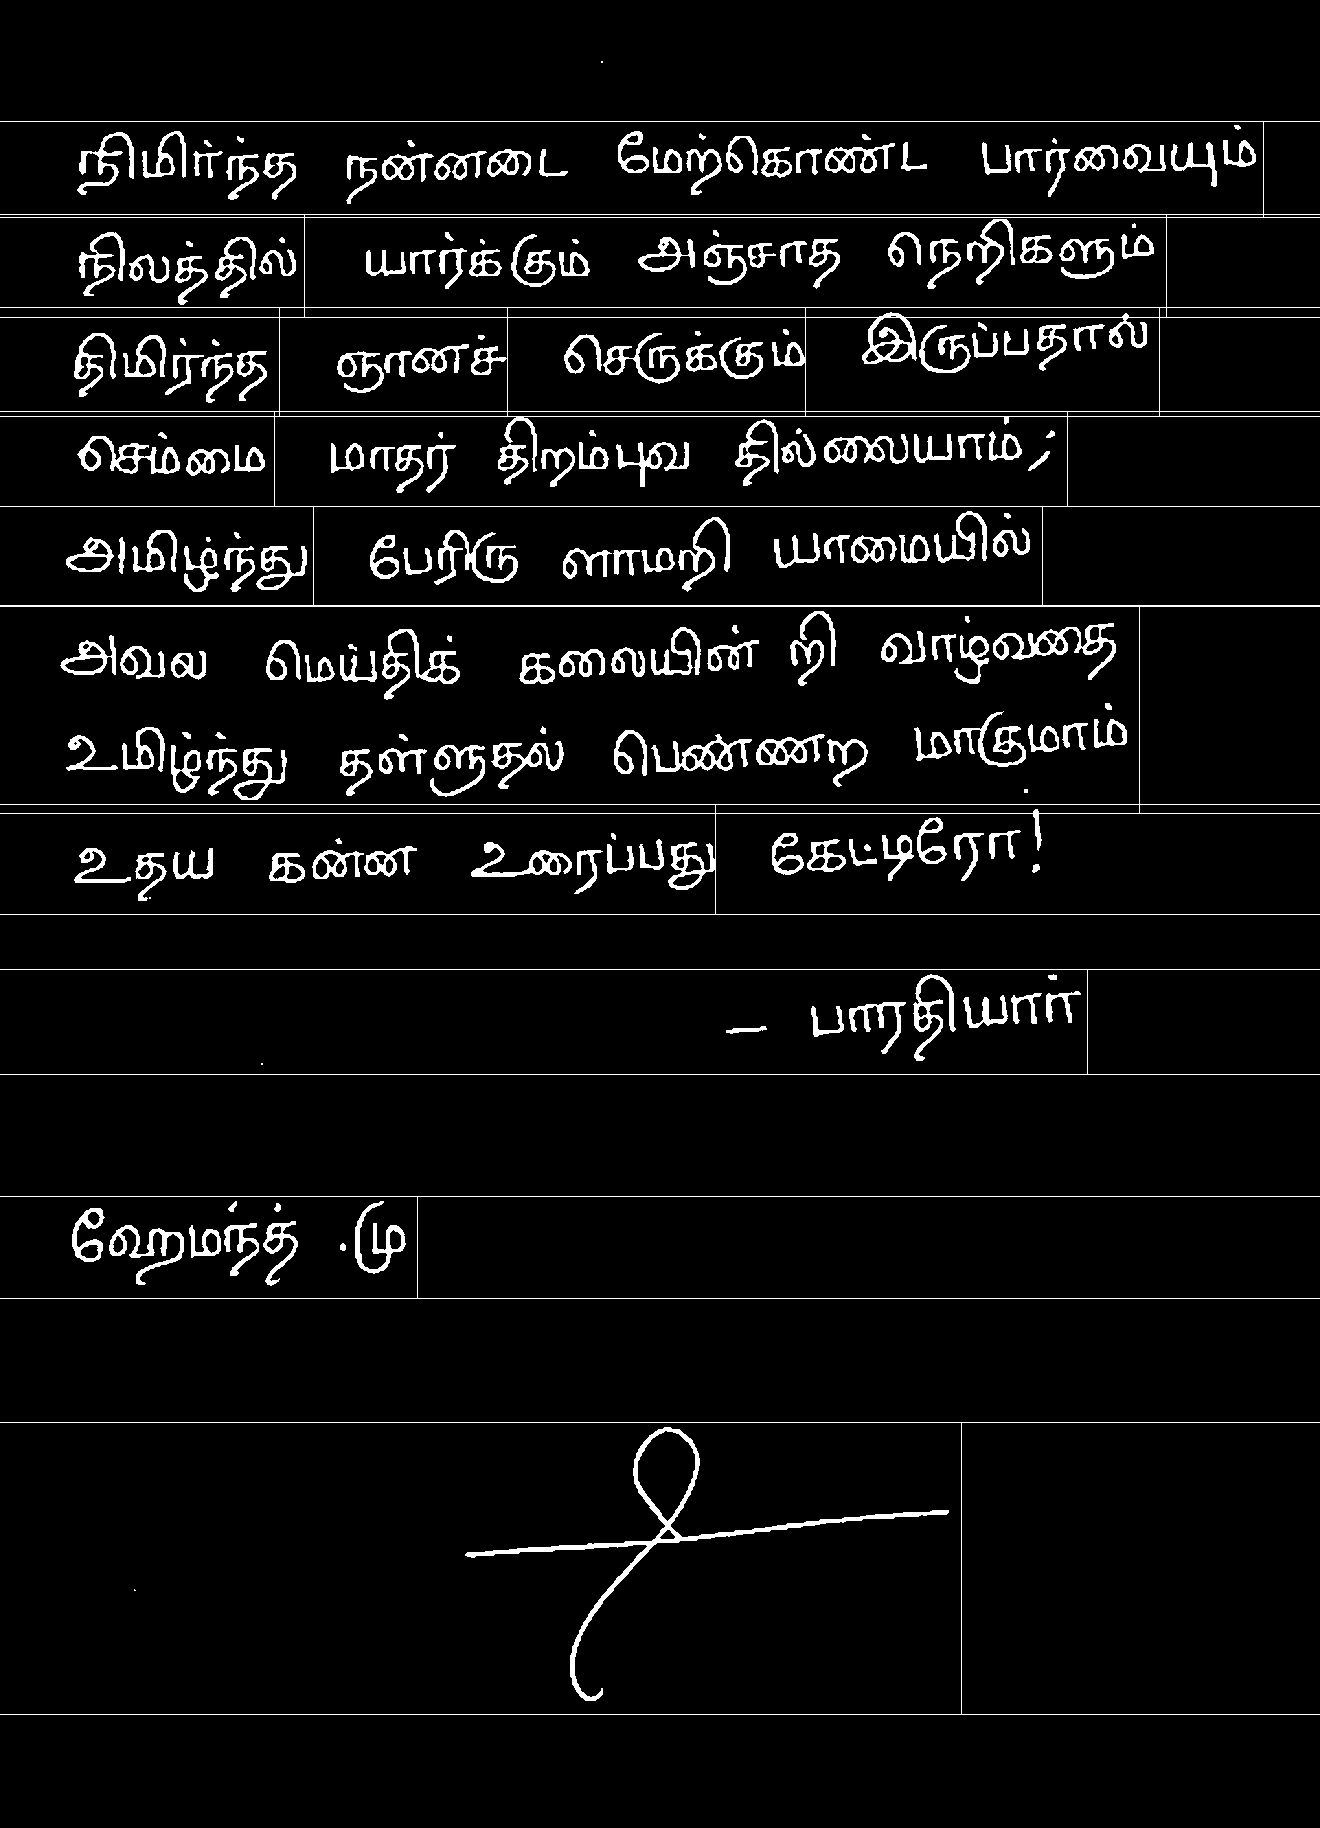 நிமிர்ந்த நன்னடை மேற்கொண்ட பார்வையும்
நிலத்தில் யார்க்கும் அஞ்சாத நெறிகளும்
திமிர்ந்த ஞானச் செருக்கும் இருப்பதால்
செம்மை மாதர் திறம்புவ தில்லையாம்;
அமிழ்ந்து பேரிரு ளாமறி யாமையில்
அவல மெய்திக் கலையின் றி வாழ்வதை
உமிழ்ந்து தள்ளுதல் பெண்ணற மாகுமாம்
உதய கன்ன உரைப்பது கேட்டிரோ!
– பாரதியார்
ஹேமந்த் .மு